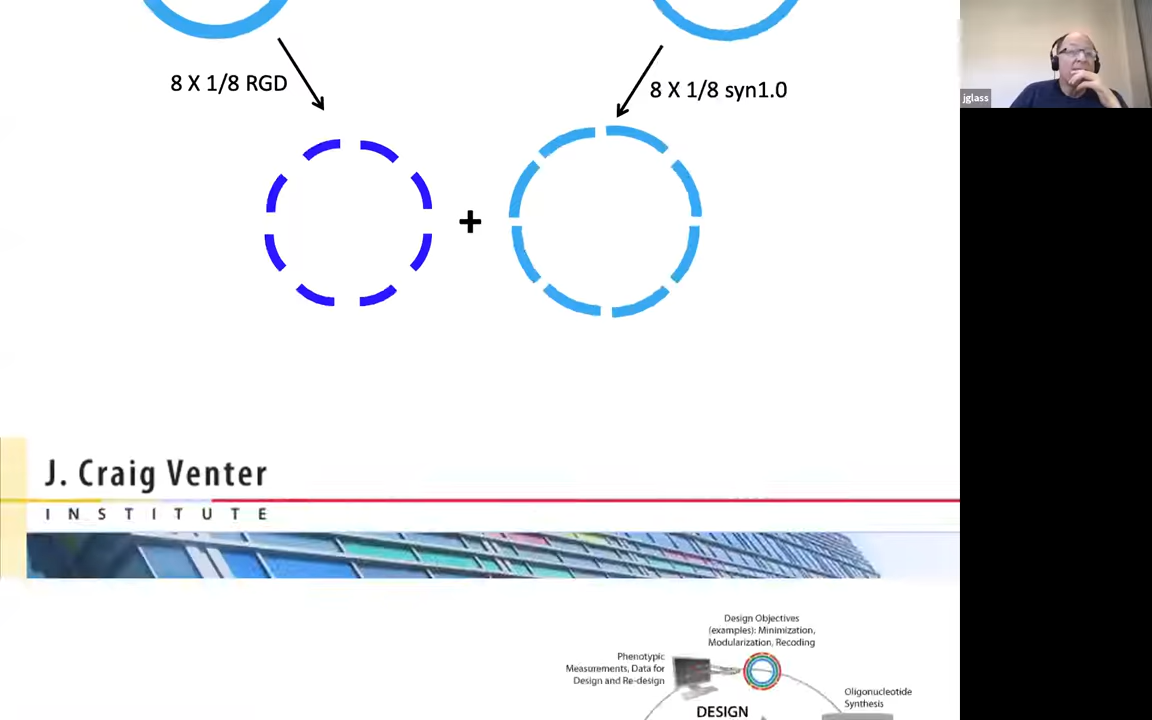 8 X 1/8 RGD
8 X 1/8 syn1.0
jglass
+
J. Craig Venter
INSTITUTE
Design Objectives
(examples): Minimization,
Modularization, Recoding
Phenotypic
Measurements, Data for
Design and Re-design
Oligonucleotide
Synthesis
DESIGN